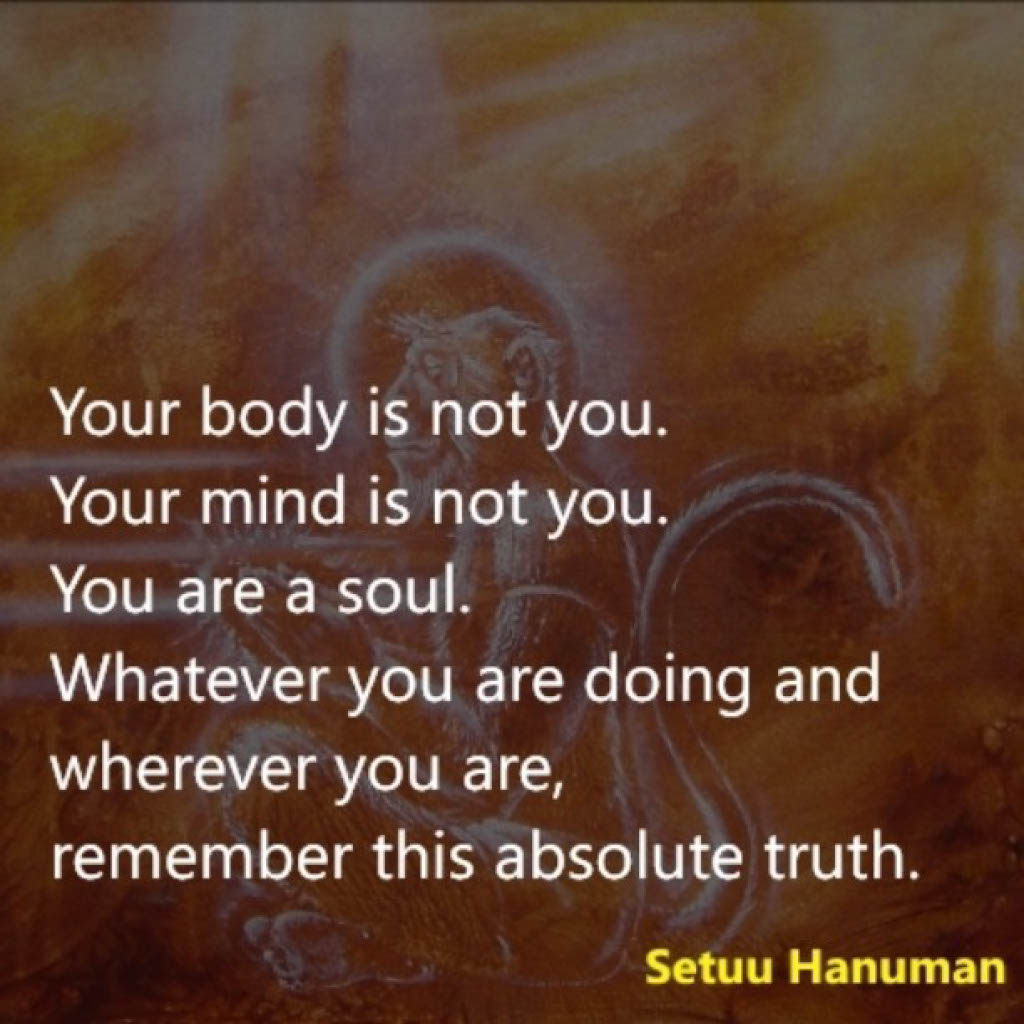 Your body is not you.
Your mind is not you.
You are a soul.
Whatever you are doing and
wherever you are,
remember this absolute truth.
Setuu Hanuman